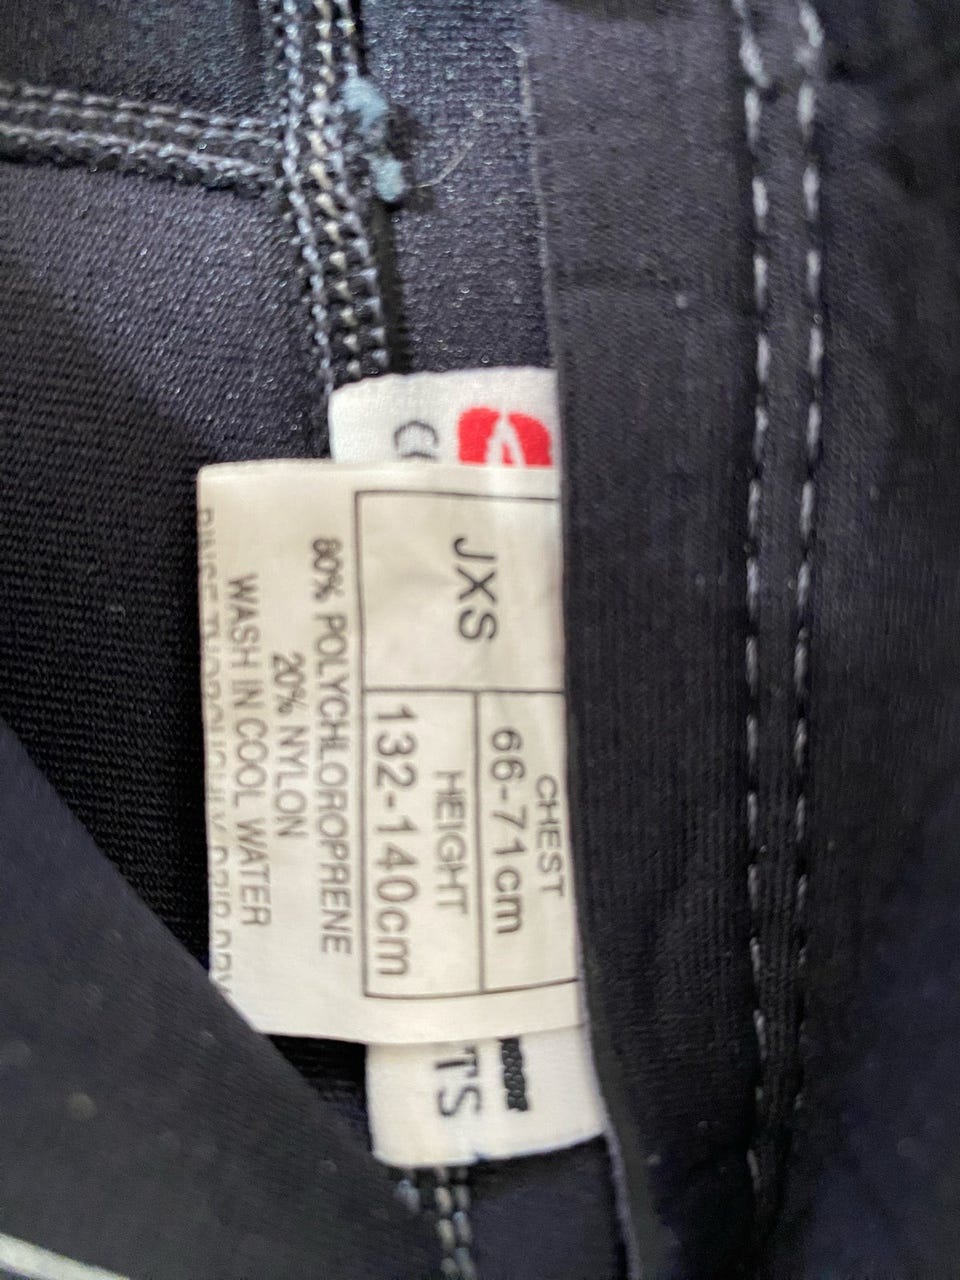 JXS
CHEST
66-71cm
HEIGHT
132-140cm
80% POLYCHLOROPRENE
20% NYLON
WASH IN COOL WATER
TS